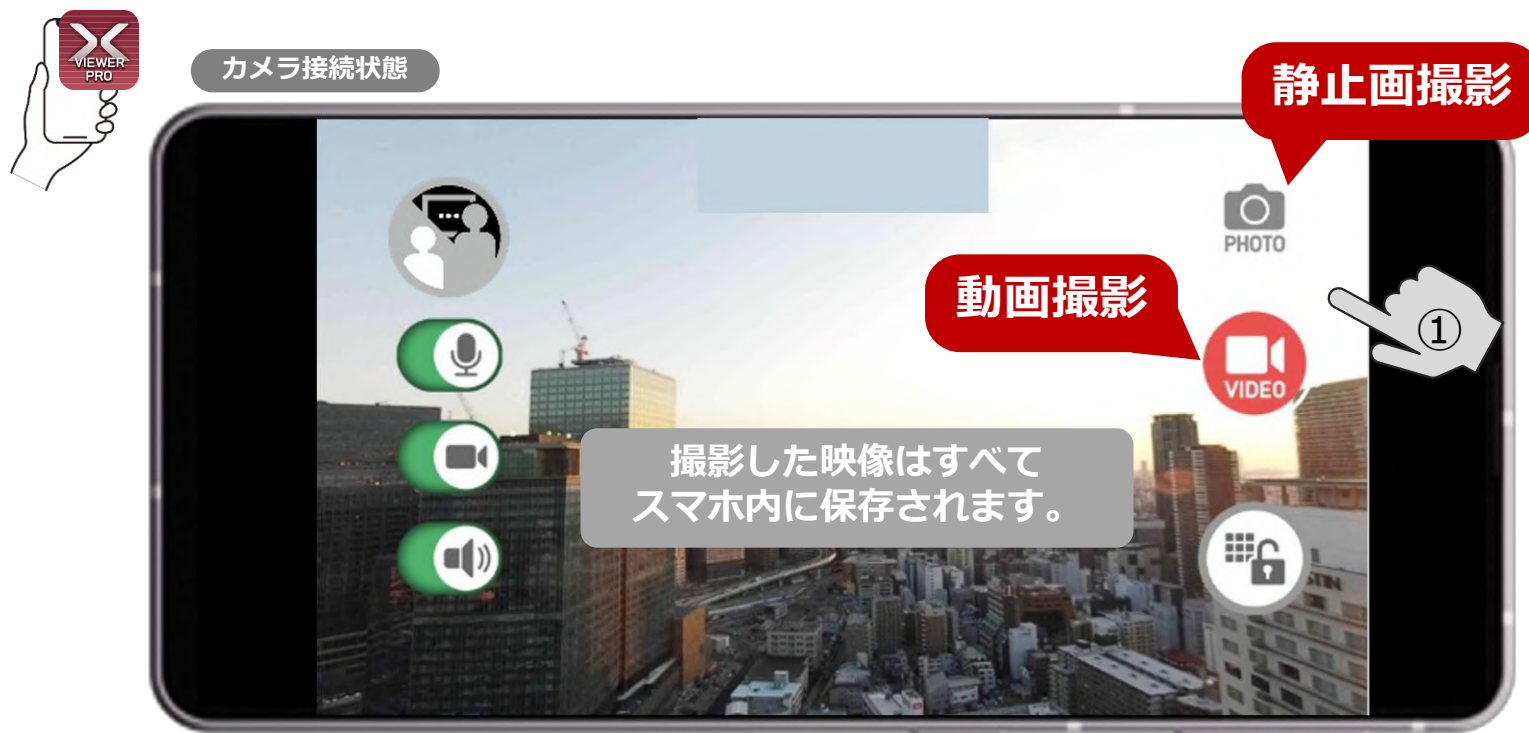 VIEWER
PRO
カメラ接続状態
静止画撮影
PHOTO
動画撮影
①
VIDEO
撮影した映像はすべて
スマホ内に保存されます。